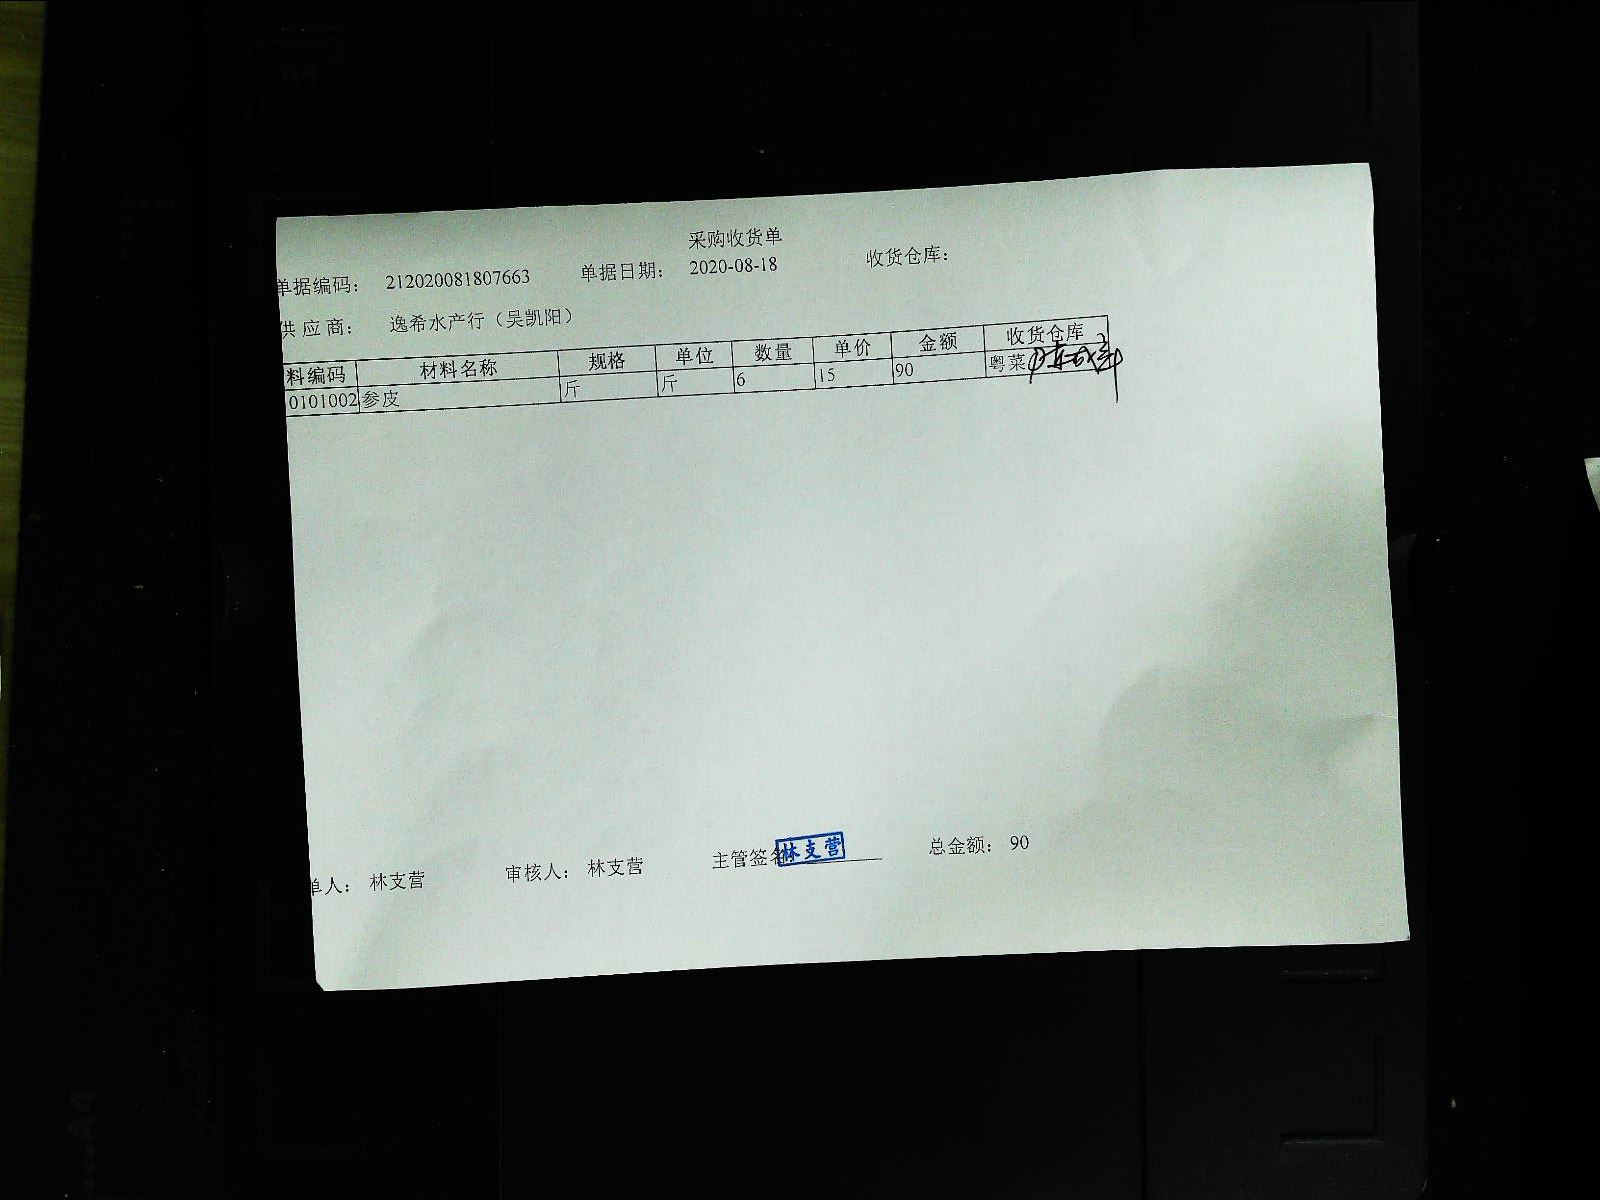 采购收货单
单据编码： 212020081807663 单据日期： 2020-08-18 收货仓库：
供 应 商： 逸希水产行（吴凯阳）
料编码 材料名称 规格 单位 数量 单价 金额 收货仓库
0101002 参皮 斤 斤 6 15 90 粤菜
单人： 林支营 审核人： 林支营 主管签名 林支营 总金额： 90